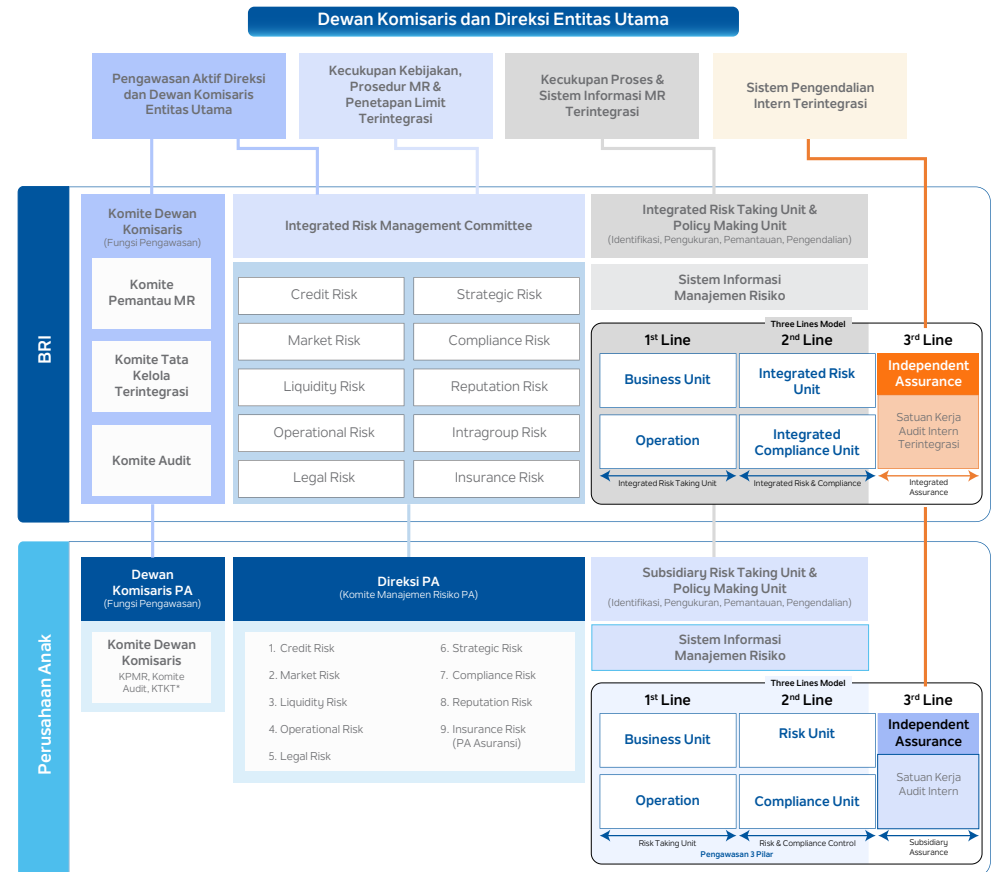 Dewan Komisaris dan Direksi Entitas Utama
Pengawasan Aktif Direksi
dan Dewan Komisaris
Entitas Utama
Kecukupan Kebijakan,
Prosedur MR &
Penetapan Limit
Terintegrasi
Kecukupan Proses &
Sistem Informasi MR
Terintegrasi
Sistem Pengendalian
Intern Terintegrasi
BRI
Komite Dewan
Komisaris
(Fungsi Pengawasan)
Komite
Pemantau MR
Komite Tata
Kelola
Terintegrasi
Komite Audit
Integrated Risk Management Committee
Credit Risk
Strategic Risk
Market Risk
Compliance Risk
Liquidity Risk
Reputation Risk
Operational Risk
Intragroup Risk
Legal Risk
Insurance Risk
Integrated Risk Taking Unit &
Policy Making Unit
(Identifikasi, Pengukuran, Pemantauan, Pengendalian)
Sistem Informasi
Manajemen Risiko
Three Lines Model
1st Line
2nd Line
3rd Line
Business Unit
Integrated Risk
Unit
Independent
Assurance
Operation
Integrated
Compliance Unit
Satuan Kerja
Audit Intern
Terintegrasi
Integrated Risk Taking Unit
Integrated Risk & Compliance
Integrated
Assurance
Perusahaan Anak
Dewan
Komisaris PA
(Fungsi Pengawasan)
Komite Dewan
Komisaris
KPMR, Komite
Audit, KTKT*
Direksi PA
(Komite Manajemen Risiko PA)
1. Credit Risk
2. Market Risk
3. Liquidity Risk
4. Operational Risk
5. Legal Risk
6. Strategic Risk
7. Compliance Risk
8. Reputation Risk
9. Insurance Risk
(PA Asuransi)
Subsidiary Risk Taking Unit &
Policy Making Unit
(Identifikasi, Pengukuran, Pemantauan, Pengendalian)
Sistem Informasi
Manajemen Risiko
Three Lines Model
1st Line
2nd Line
3rd Line
Business Unit
Risk Unit
Independent
Assurance
Operation
Compliance Unit
Satuan Kerja
Audit Intern
Risk Taking Unit
Risk & Compliance Control
Subsidiary
Assurance
Pengawasan 3 Pilar